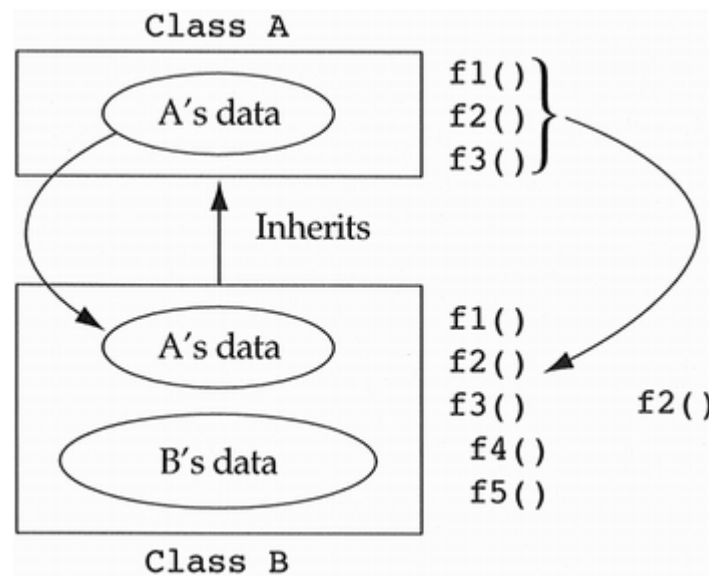 Class A
A's data
f1()
f2()
f3()
Inherits
A's data
B's data
f1()
f2()
f3()
f4()
f5()
f2()
Class B